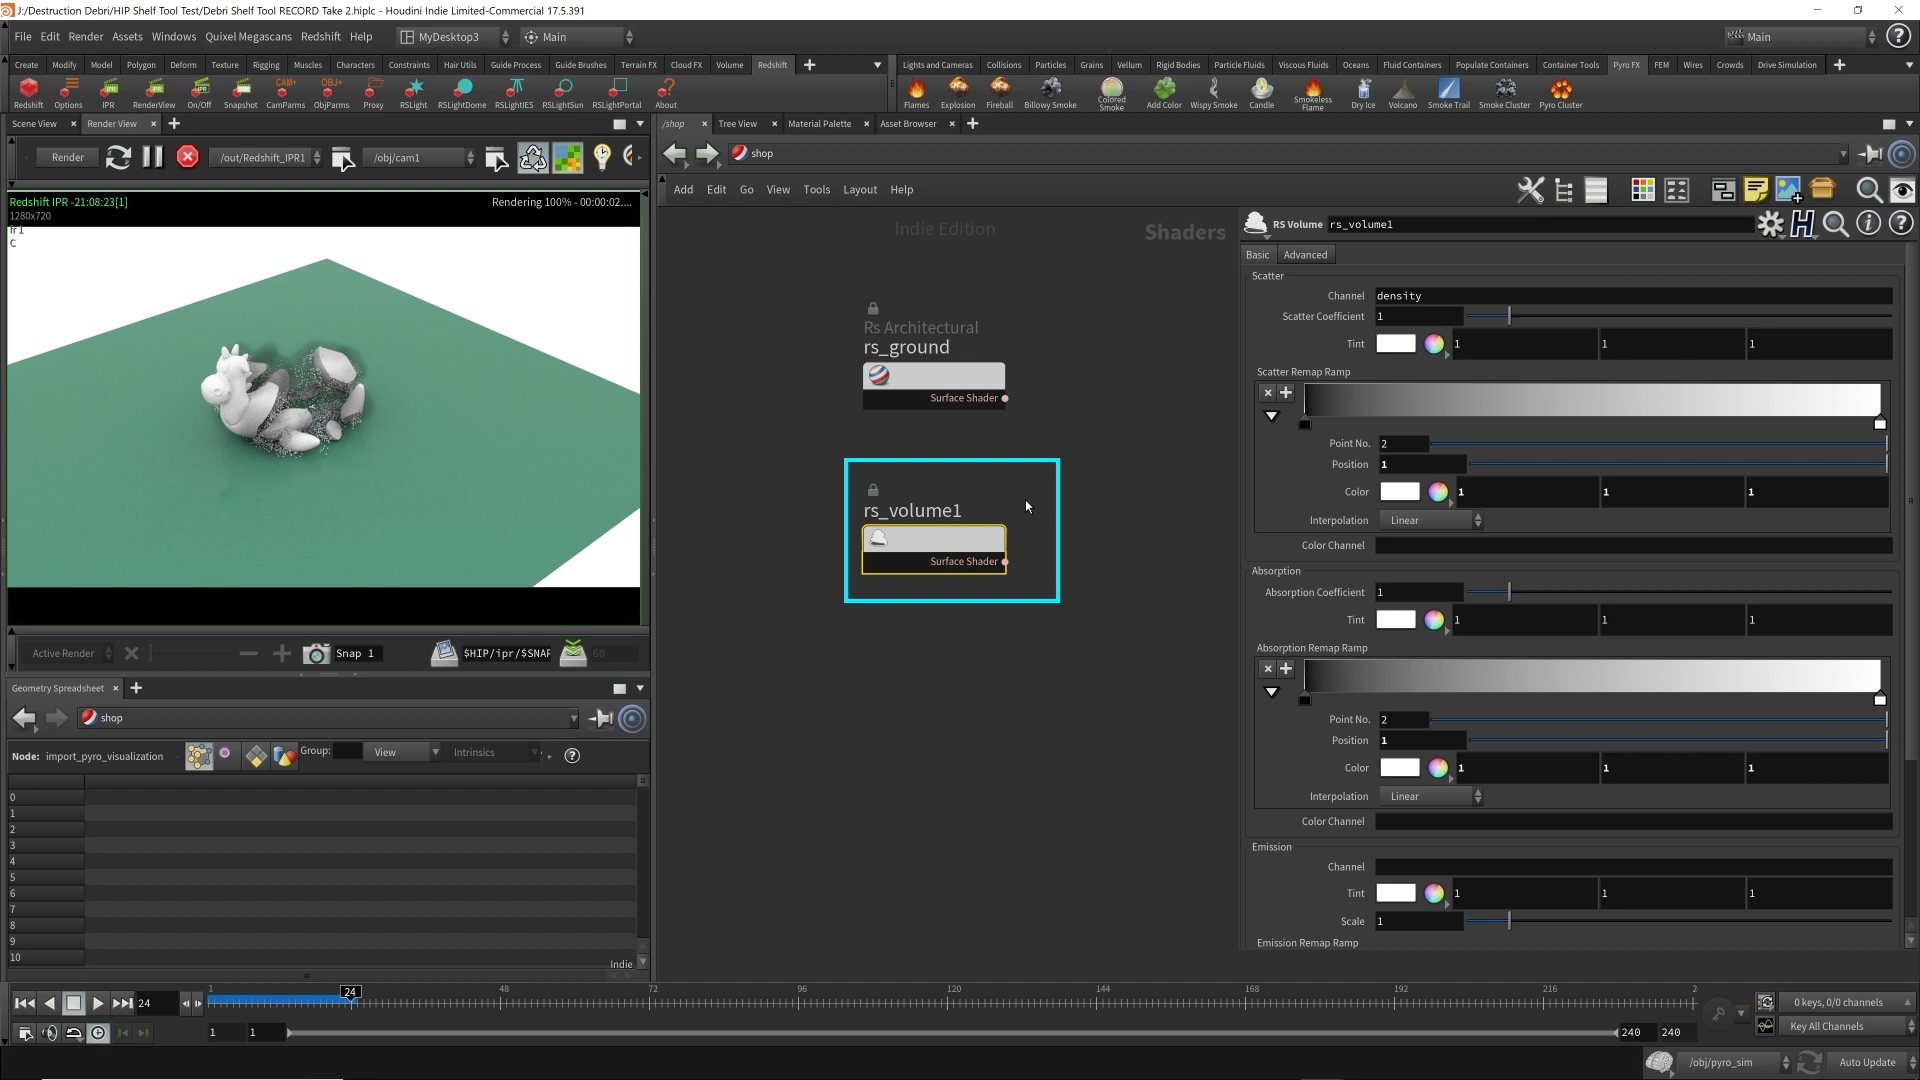 J:/Destruction Debri/HIP Shelf Tool Test/Debri Shelf Tool RECORD Take 2.hiplc - Houdini Indie Limited-Commercial 17.5.391
File Edit Render Assets Windows Quixel Megascans Redshift Help MyDesktop3 Main Main
Create Modify Model Polygon Deform Texture Rigging Muscles Characters Constraints Hair Utils Guide Process Guide Brushes Terrain FX Cloud FX Volume Redshift
Lights and Cameras Collisions Particles Grains Vellum Rigid Bodies Particle Fluids Viscous Fluids Oceans Fluid Containers Populate Containers Container Tools Pyro FX FEM Wires Crowds Drive Simulation
Redshift Options IPR RenderView On/Off Snapshot CamParms ObjParms Proxy RSLight RSLightDome RSLightIES RSLightSun RSLightPortal About
Flames Explosion Fireball Billowy Smoke Colored Smoke Add Color Wispy Smoke Candle Smokeless Flame Dry Ice Volcano Smoke Trail Smoke Cluster Pyro Cluster
Scene View Render View
/shop Tree View Material Palette Asset Browser
Render /out/Redshift_IPR1 /obj/cam1
shop
Add Edit Go View Tools Layout Help
Redshift IPR -21:08:23[1]
Rendering 100% - 00:00:02....
1280x720
fr 1
C
Indie Edition
Shaders
Rs Architectural
rs_ground
Surface Shader
rs_volume1
Surface Shader
RS Volume rs_volume1
Basic Advanced
Scatter
Channel density
Scatter Coefficient 1
Tint 1 1 1
Scatter Remap Ramp
Point No. 2
Position 1
Color 1 1 1
Interpolation Linear
Color Channel
Absorption
Absorption Coefficient 1
Tint 1 1 1
Absorption Remap Ramp
Point No. 2
Position 1
Color 1 1 1
Interpolation Linear
Color Channel
Emission
Channel
Tint 1 1 1
Scale 1
Emission Remap Ramp
Active Render Snap 1 $HIP/ipr/$SNAF 60
Geometry Spreadsheet
shop
Node: import_pyro_visualization Group: View Intrinsics
0
1
2
3
4
5
6
7
8
9
10
Indie
24
1 24 48 72 96 120 144 168 192 216 2
0 keys, 0/0 channels
1 1 240 240
Key All Channels
/obj/pyro_sim Auto Update